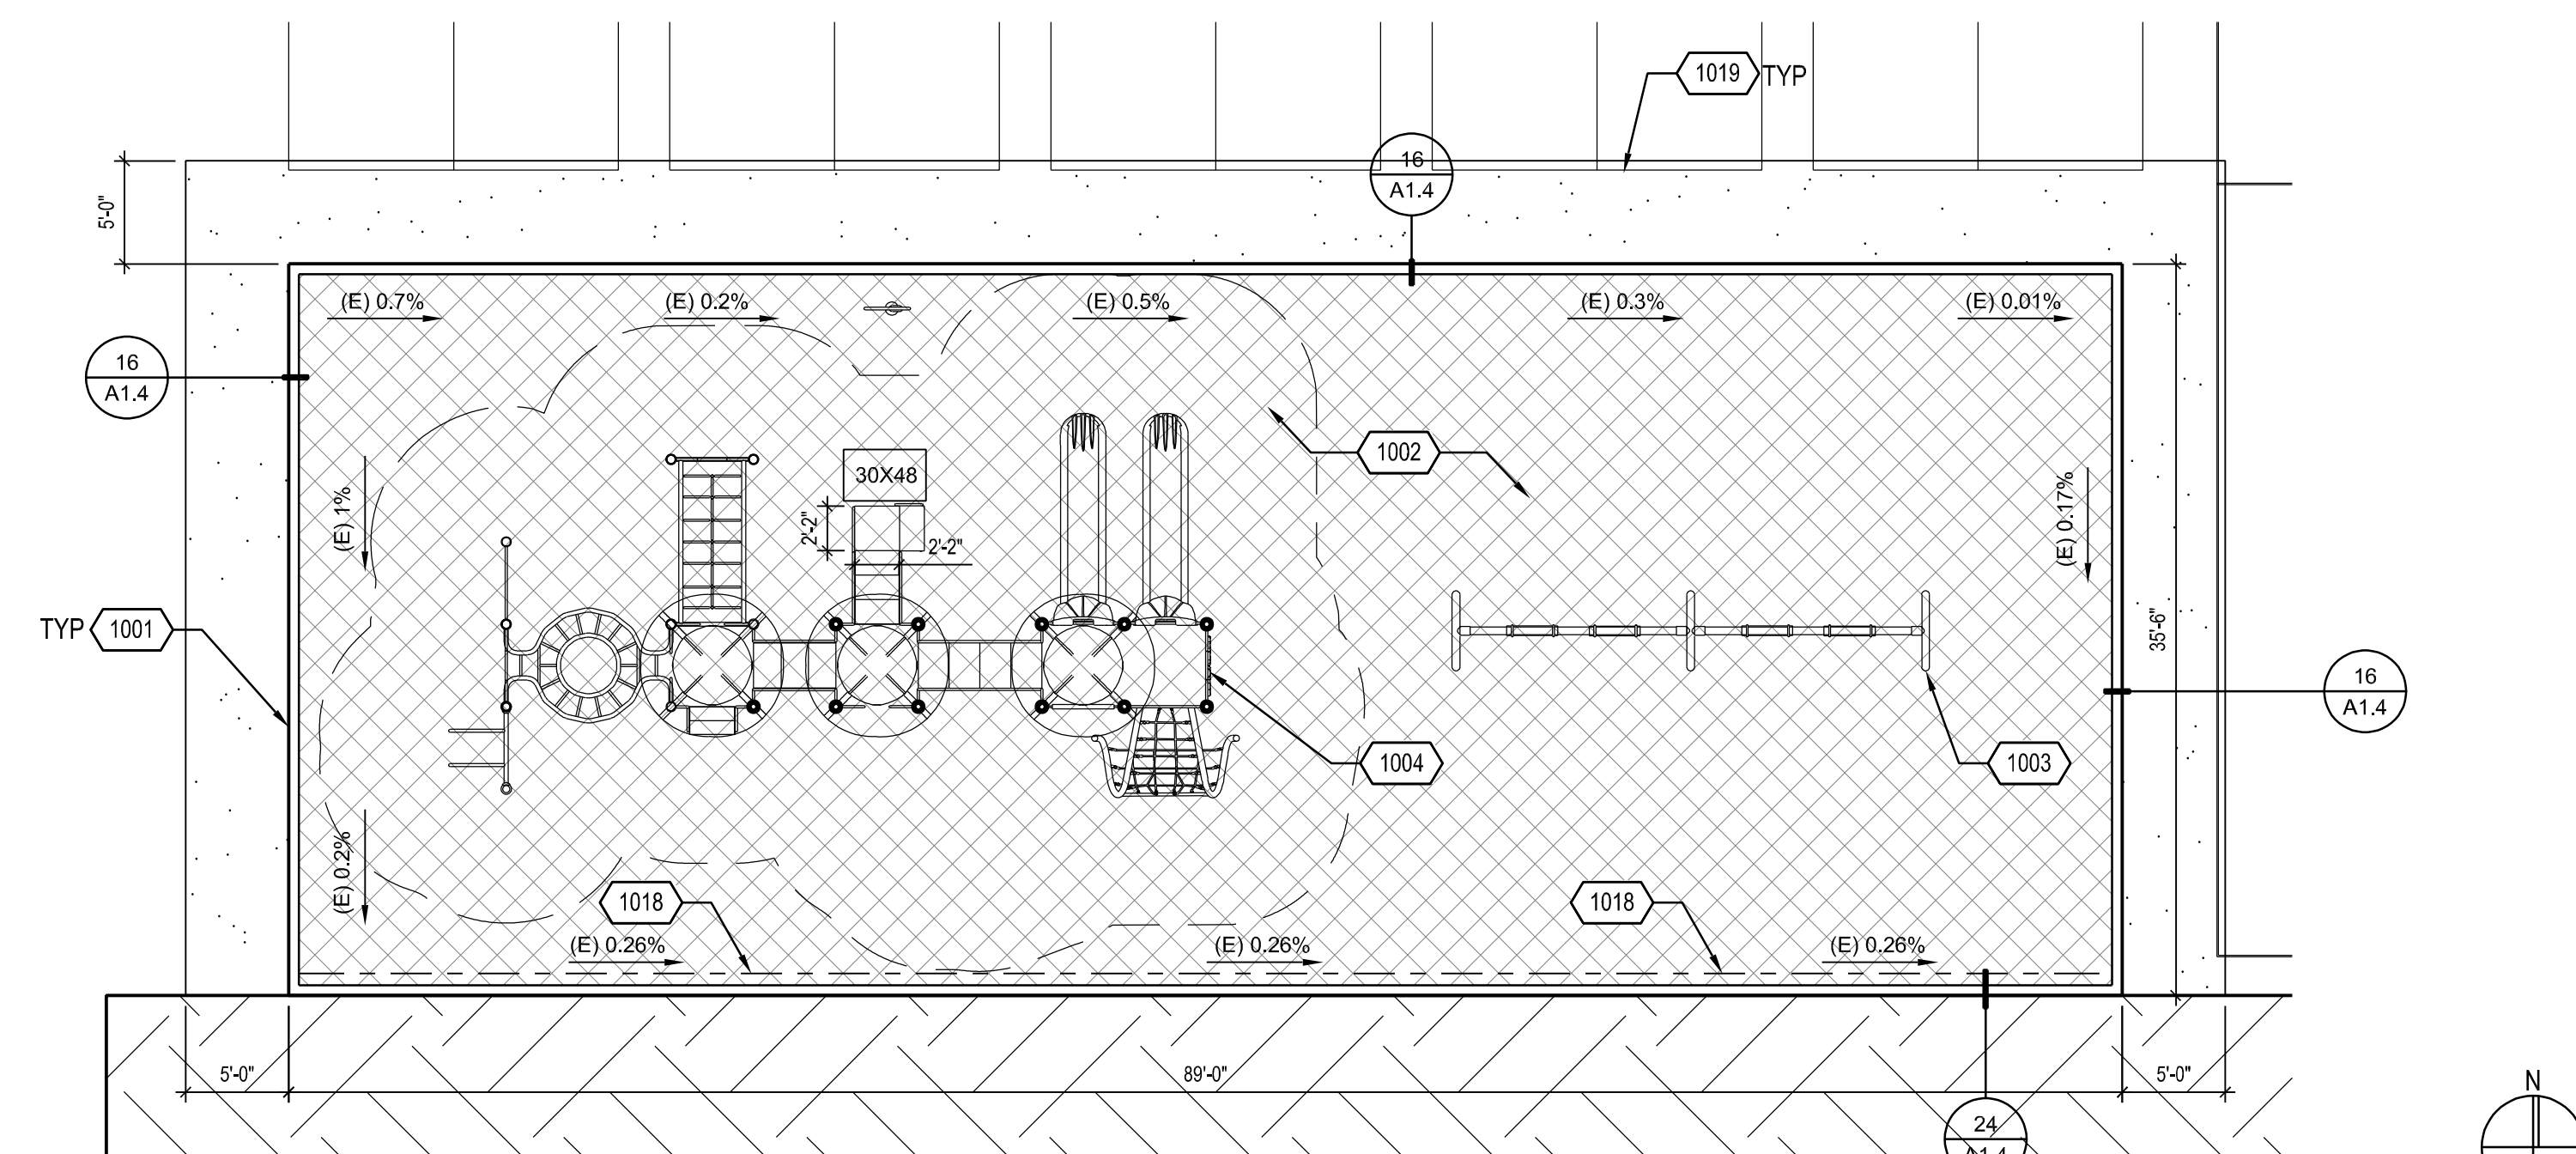 1019 TYP
16
A1.4
5'-0"
(E) 0.7%
(E) 0.2%
(E) 0.5%
(E) 0.3%
(E) 0.01%
16
A1.4
1002
30X48
(E) 1%
2'-2"
2'-2"
(E) 0.17%
TYP 1001
35'-6"
16
A1.4
1004
1003
(E) 0.2%
1018
1018
(E) 0.26%
(E) 0.26%
(E) 0.26%
5'-0"
89'-0"
5'-0"
N
24
A1.4